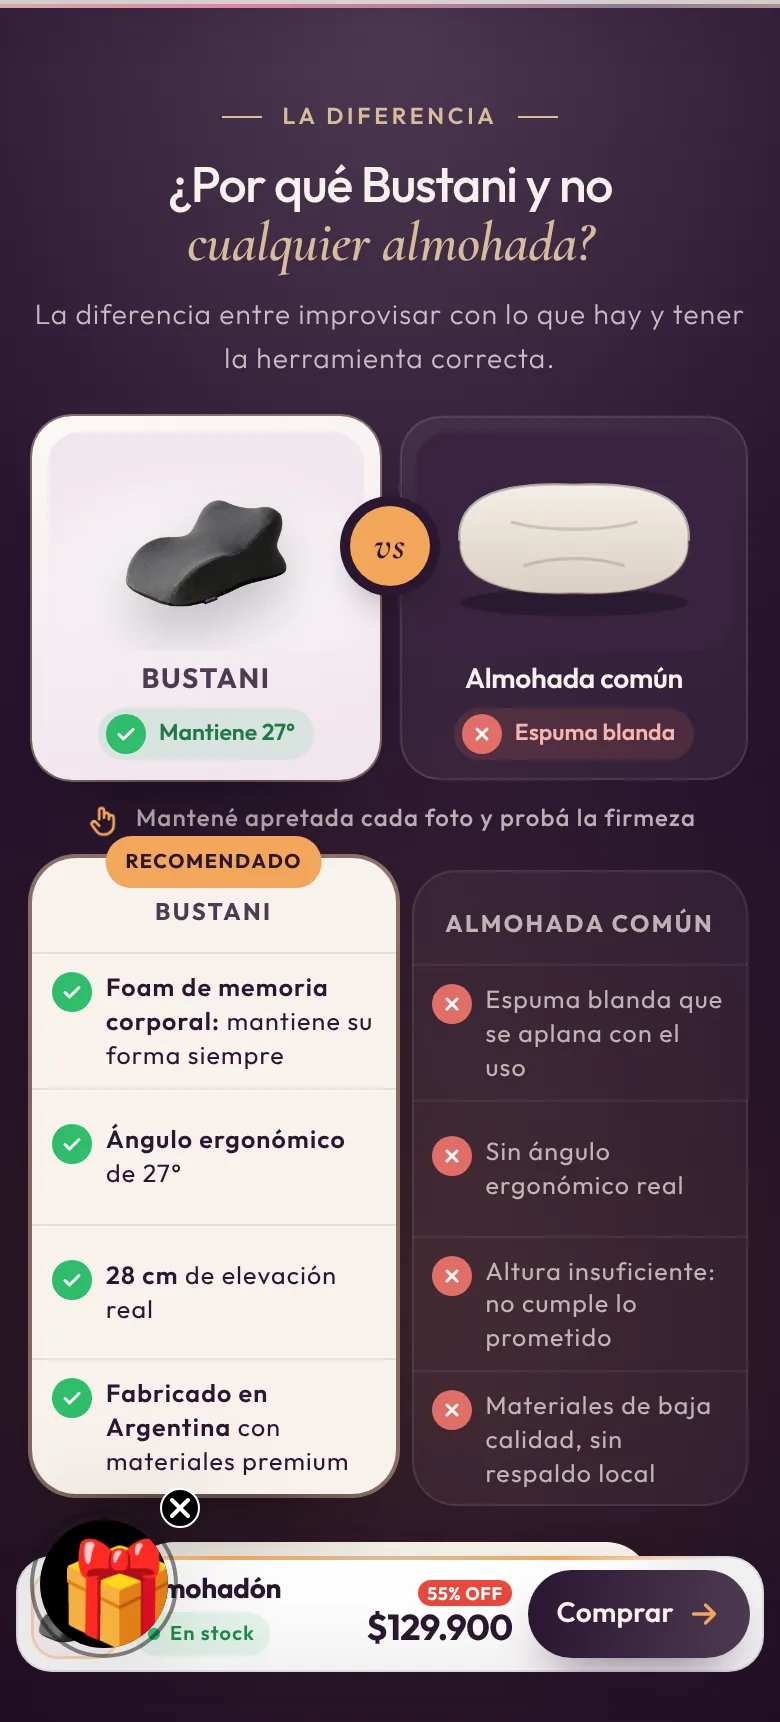 LA DIFERENCIA
¿Por qué Bustani y no
cualquier almohada?
La diferencia entre improvisar con lo que hay y tener
la herramienta correcta.
vs
BUSTANI
Mantiene 27°
Almohada común
Espuma blanda
Mantené apretada cada foto y probá la firmeza
RECOMENDADO
BUSTANI
Foam de memoria
corporal: mantiene su
forma siempre
Ángulo ergonómico
de 27°
28 cm de elevación
real
Fabricado en
Argentina con
materiales premium
ALMOHADA COMÚN
Espuma blanda que
se aplana con el
uso
Sin ángulo
ergonómico real
Altura insuficiente:
no cumple lo
prometido
Materiales de baja
calidad, sin
respaldo local
mohadón
En stock
55% OFF
$129.900
Comprar